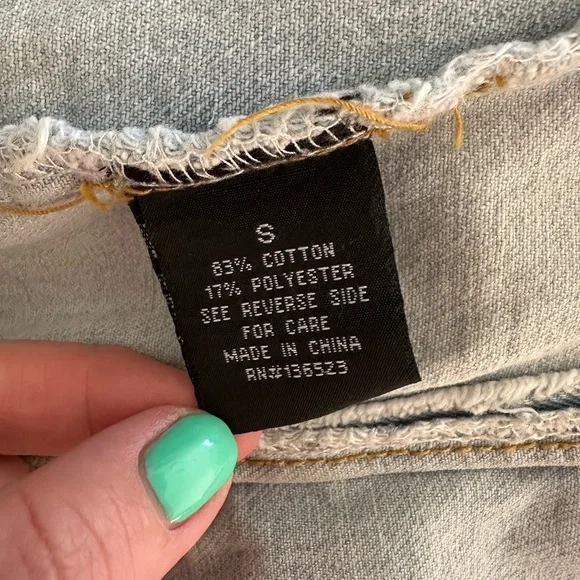 S
83% COTTON
17% POLYESTER
SEE REVERSE SIDE
FOR CARE
MADE IN CHINA
RN#136523